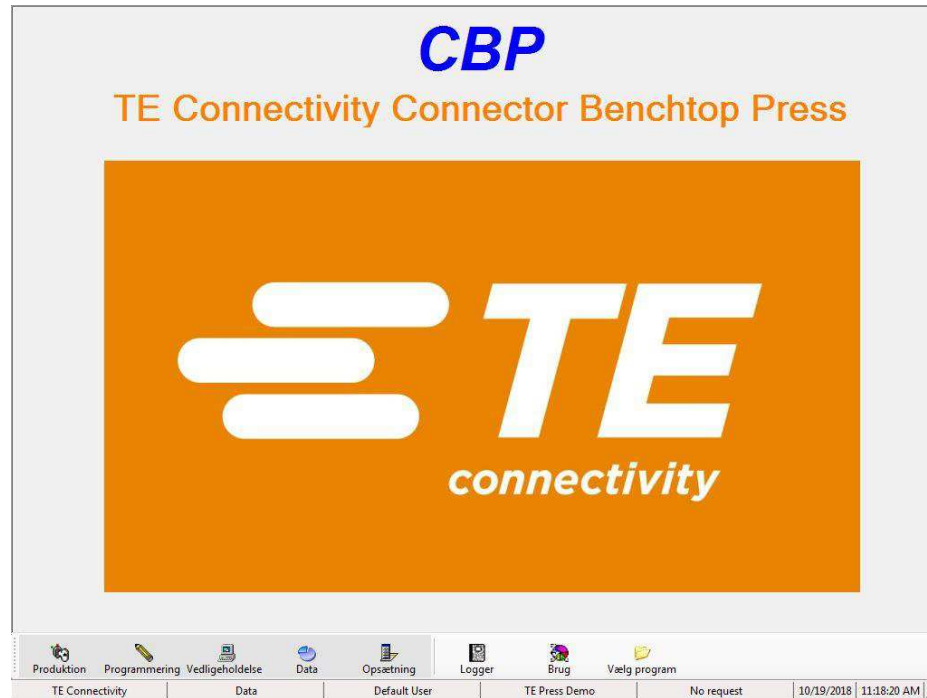 CBP
TE Connectivity Connector Benchtop Press
TE
connectivity
Produktion Programmering Vedligeholdelse Data Opsætning Logger Brug Vælg program
TE Connectivity Data Default User TE Press Demo No request 10/19/2018 11:18:20 AM